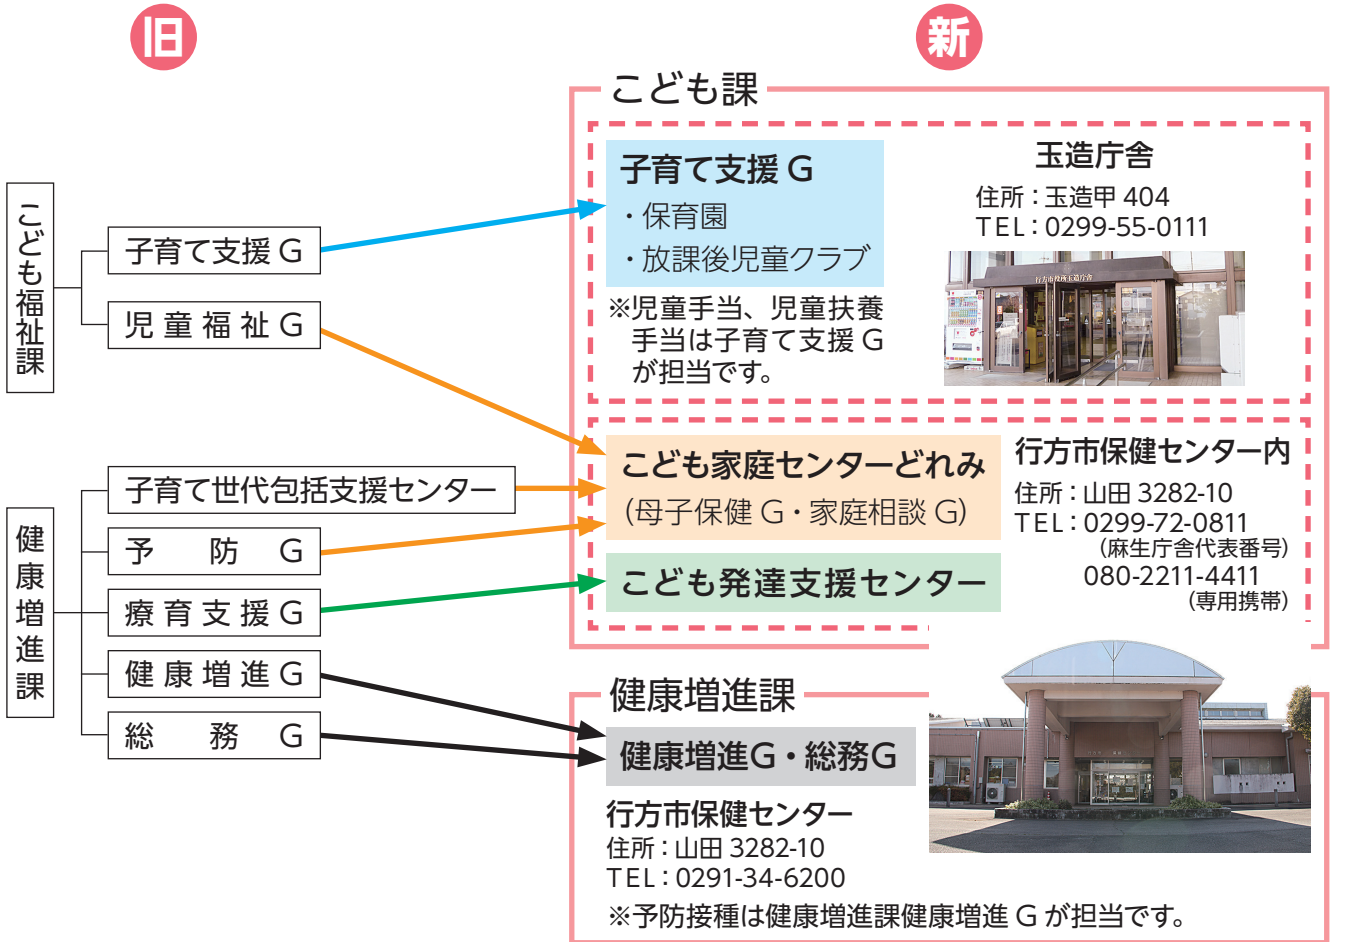 旧
新
こども福祉課
子育て支援 G
児童福祉 G
健康増進課
子育て世代包括支援センター
予防 G
療育支援 G
健康増進 G
総務 G
こども課
子育て支援 G
・保育園
・放課後児童クラブ
※児童手当、児童扶養
手当は子育て支援 G
が担当です。
玉造庁舎
住所：玉造甲 404
TEL：0299-55-0111
行方市役所玉造庁舎
こども家庭センターどれみ
（母子保健 G・家庭相談 G）
こども発達支援センター
行方市保健センター内
住所：山田 3282-10
TEL：0299-72-0811
（麻生庁舎代表番号）
080-2211-4411
（専用携帯）
健康増進課
健康増進G・総務G
行方市保健センター
住所：山田 3282-10
TEL：0291-34-6200
※予防接種は健康増進課健康増進 G が担当です。